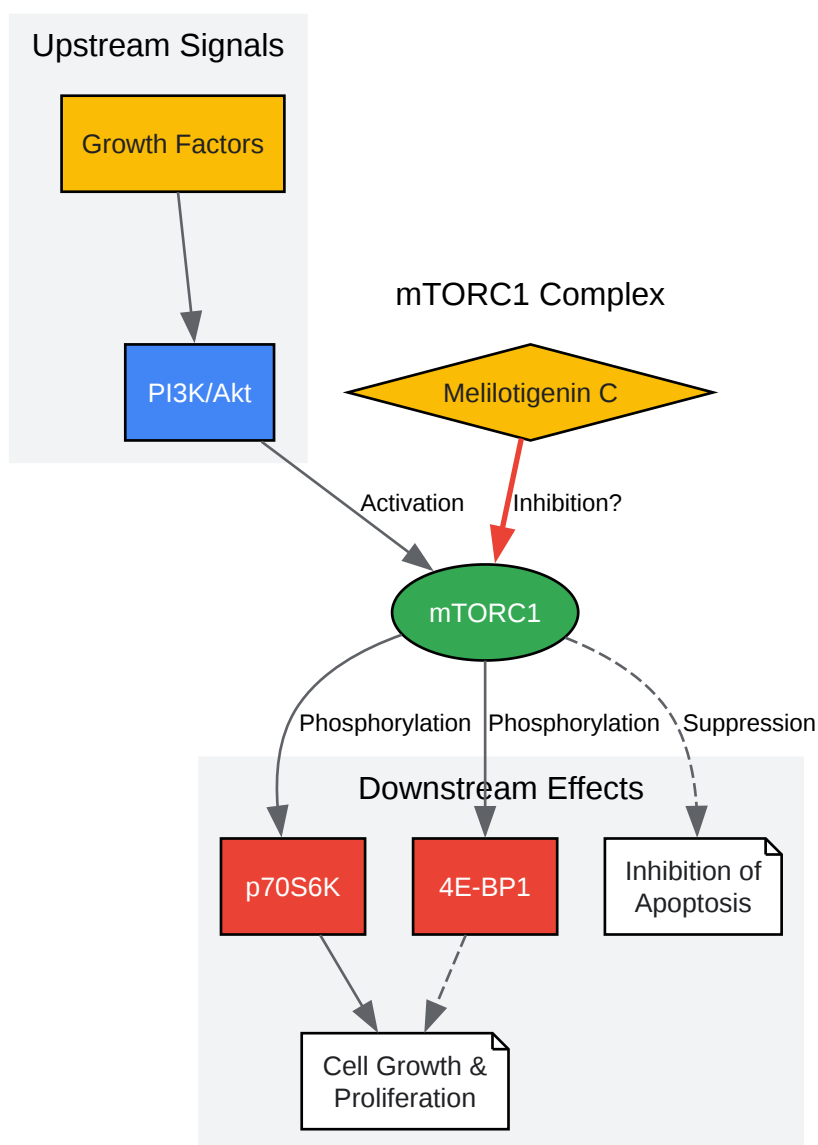 Upstream Signals
Growth Factors
mTORC1 Complex
PI3K/Akt
Melilotigenin C
Activation
Inhibition?
mTORC1
Phosphorylation
Phosphorylation
Suppression
Downstream Effects
p70S6K
4E-BP1
Inhibition of
Apoptosis
Cell Growth &
Proliferation